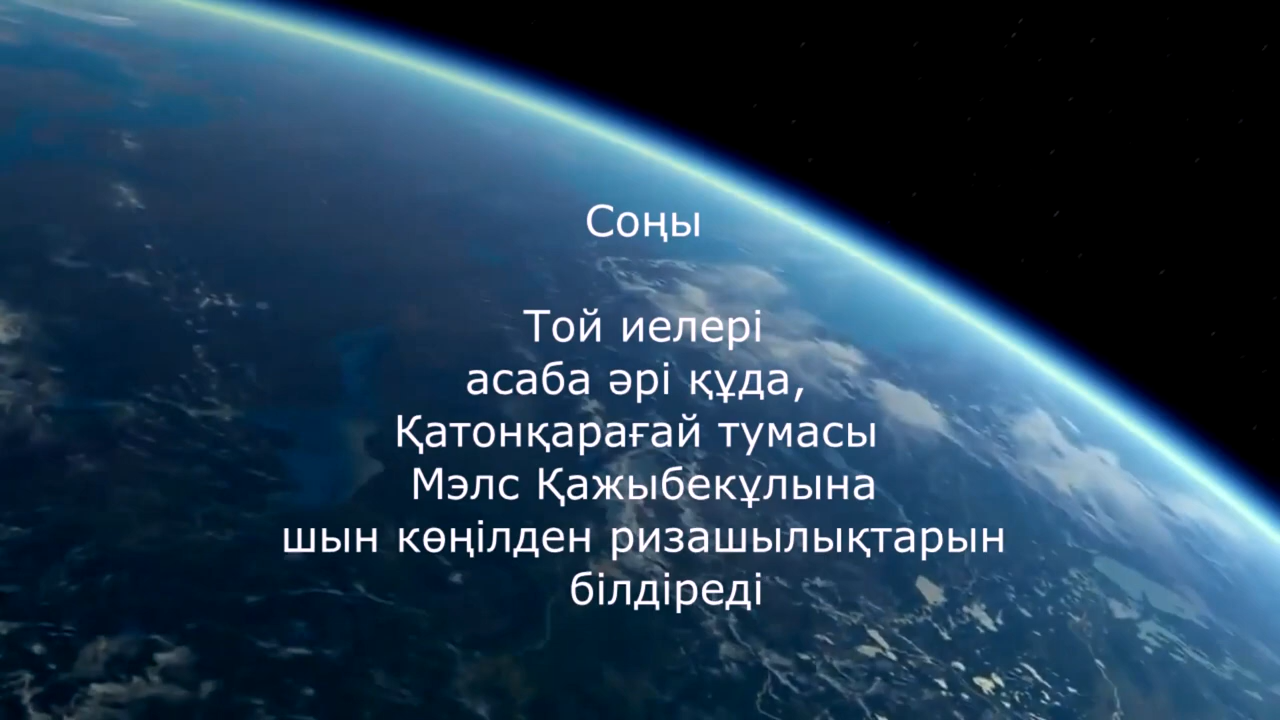 Соңы
Той иелері
асаба әрі құда,
Қатонқарағай тумасы
Мэлс Қажыбекұлына
шын көңілден ризашылықтарын
білдіреді